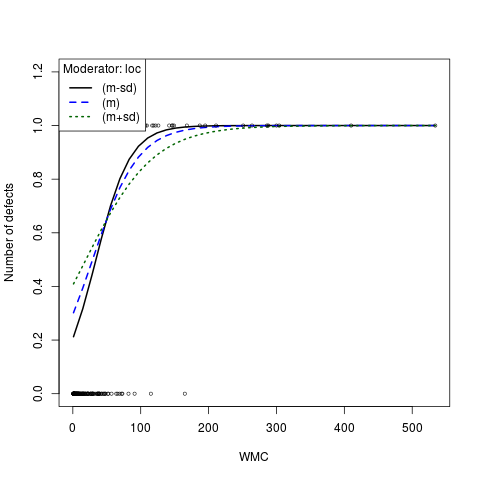 Moderator: loc
(m-sd)
(m)
(m+sd)
Number of defects
1.2
1.0
0.8
0.6
0.4
0.2
0.0
0 100 200 300 400 500
WMC